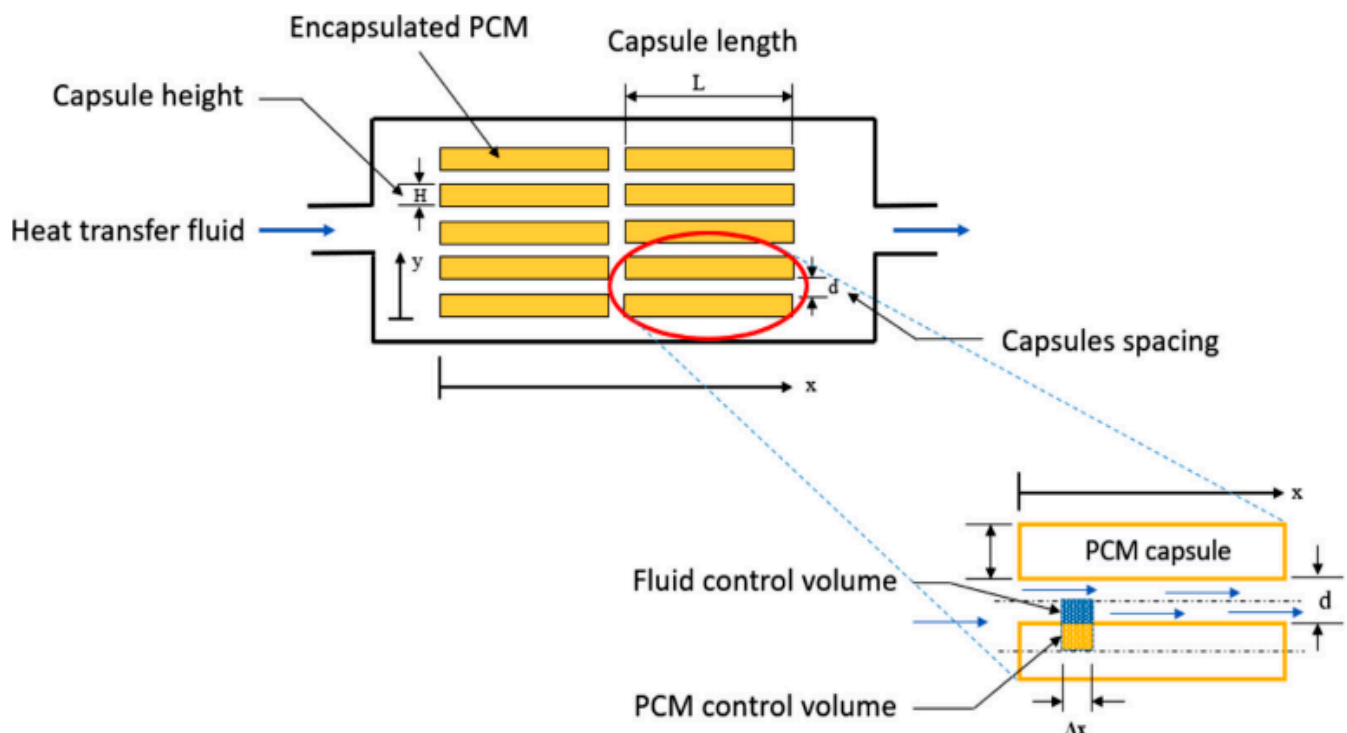 Encapsulated PCM
Capsule length
L
Capsule height
H
Heat transfer fluid
y
d
Capsules spacing
x
x
PCM capsule
Fluid control volume
d
PCM control volume
Δx